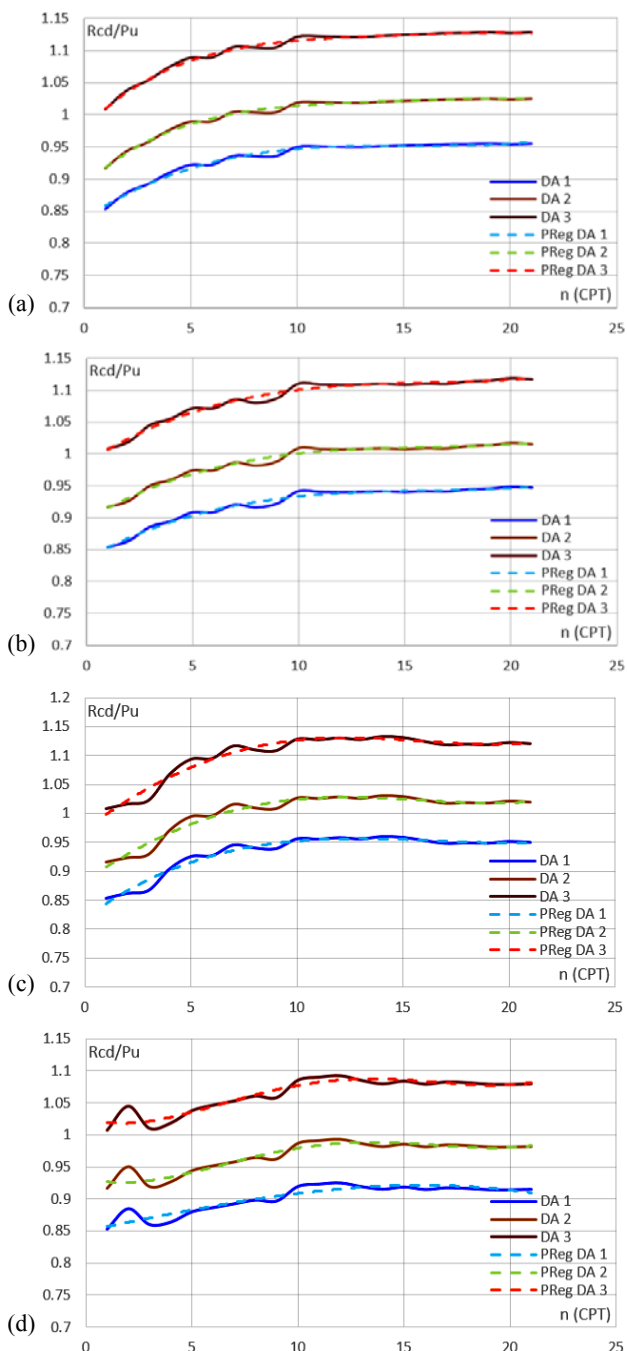 1.15
Rcd/Pu
1.1
1.05
1
0.95
0.9
0.85
0.8
0.75
0.7
DA 1
DA 2
DA 3
PReg DA 1
PReg DA 2
PReg DA 3
n (CPT)
0 5 10 15 20 25
(a)
1.15
Rcd/Pu
1.1
1.05
1
0.95
0.9
0.85
0.8
0.75
0.7
DA 1
DA 2
DA 3
PReg DA 1
PReg DA 2
PReg DA 3
n (CPT)
0 5 10 15 20 25
(b)
1.2
Rcd/Pu
1.15
1.1
1.05
1
0.95
0.9
0.85
0.8
0.75
0.7
DA 1
DA 2
DA 3
PReg DA 1
PReg DA 2
PReg DA 3
n (CPT)
0 5 10 15 20 25
(c)
1.15
Rcd/Pu
1.1
1.05
1
0.95
0.9
0.85
0.8
0.75
0.7
DA 1
DA 2
DA 3
PReg DA 1
PReg DA 2
PReg DA 3
n (CPT)
0 5 10 15 20 25
(d)